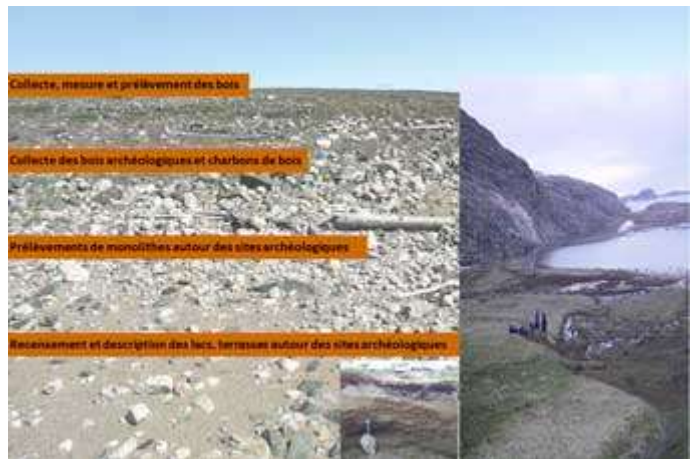 Collecte, mesure et prélèvement des bois
Collecte des bois archéologiques et charbons de bois
Prélèvements de monolithes autour des sites archéologiques
Recensement et description des lacs, terrasses autour des sites archéologiques